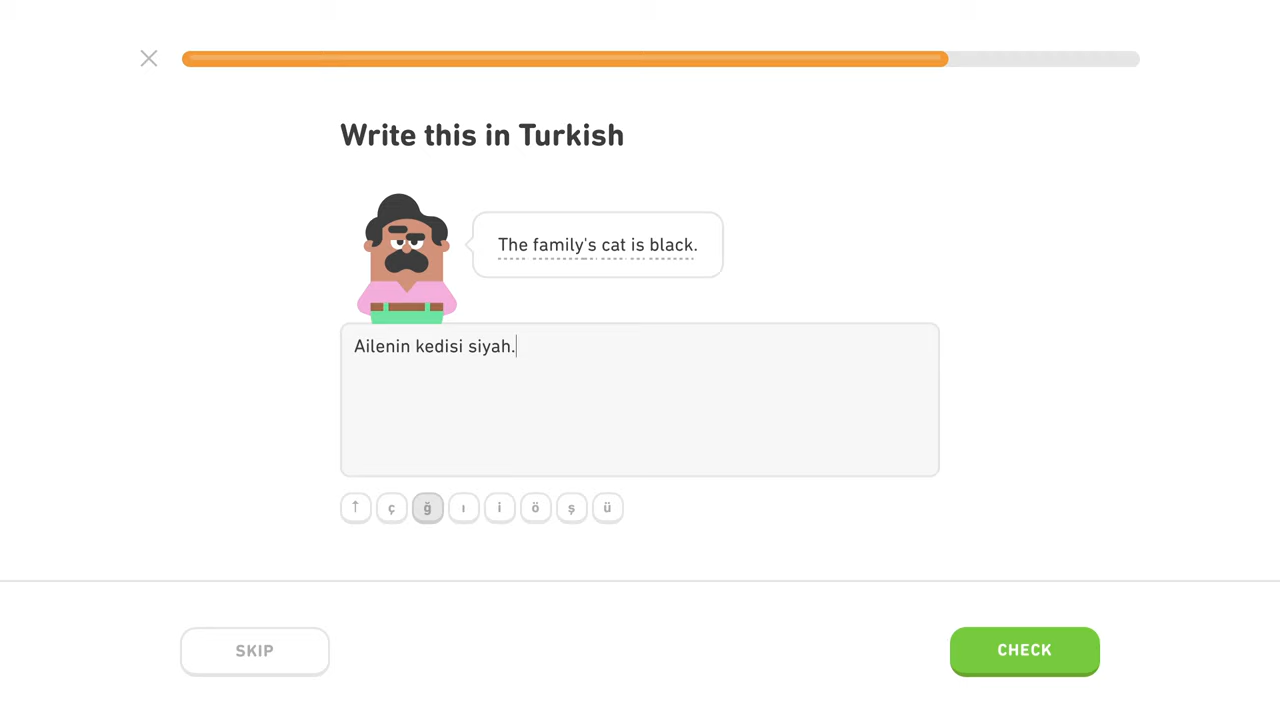 Write this in Turkish
The family's cat is black.
Ailenin kedisi siyah.
↑ ç ğ ı i ö ş ü
SKIP
CHECK